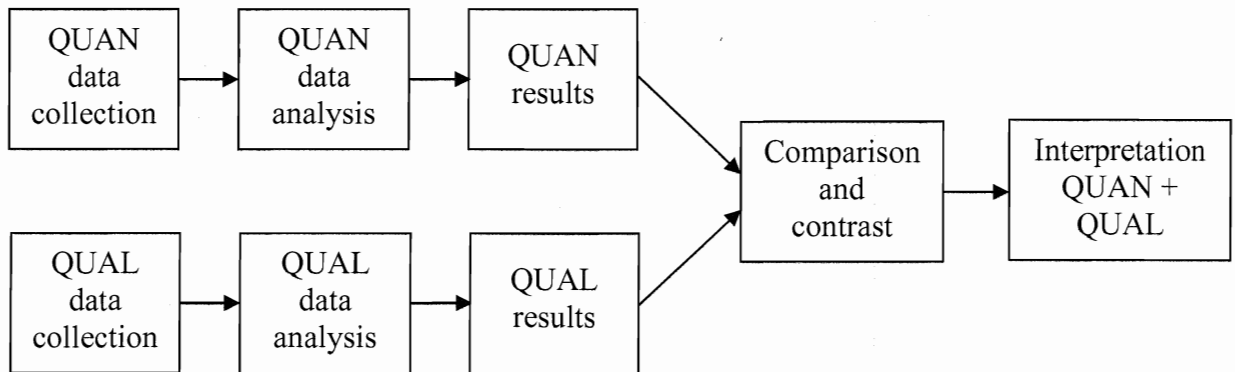 QUAN
data
collection
QUAN
data
analysis
QUAN
results
QUAL
data
collection
QUAL
data
analysis
QUAL
results
Comparison
and
contrast
Interpretation
QUAN +
QUAL